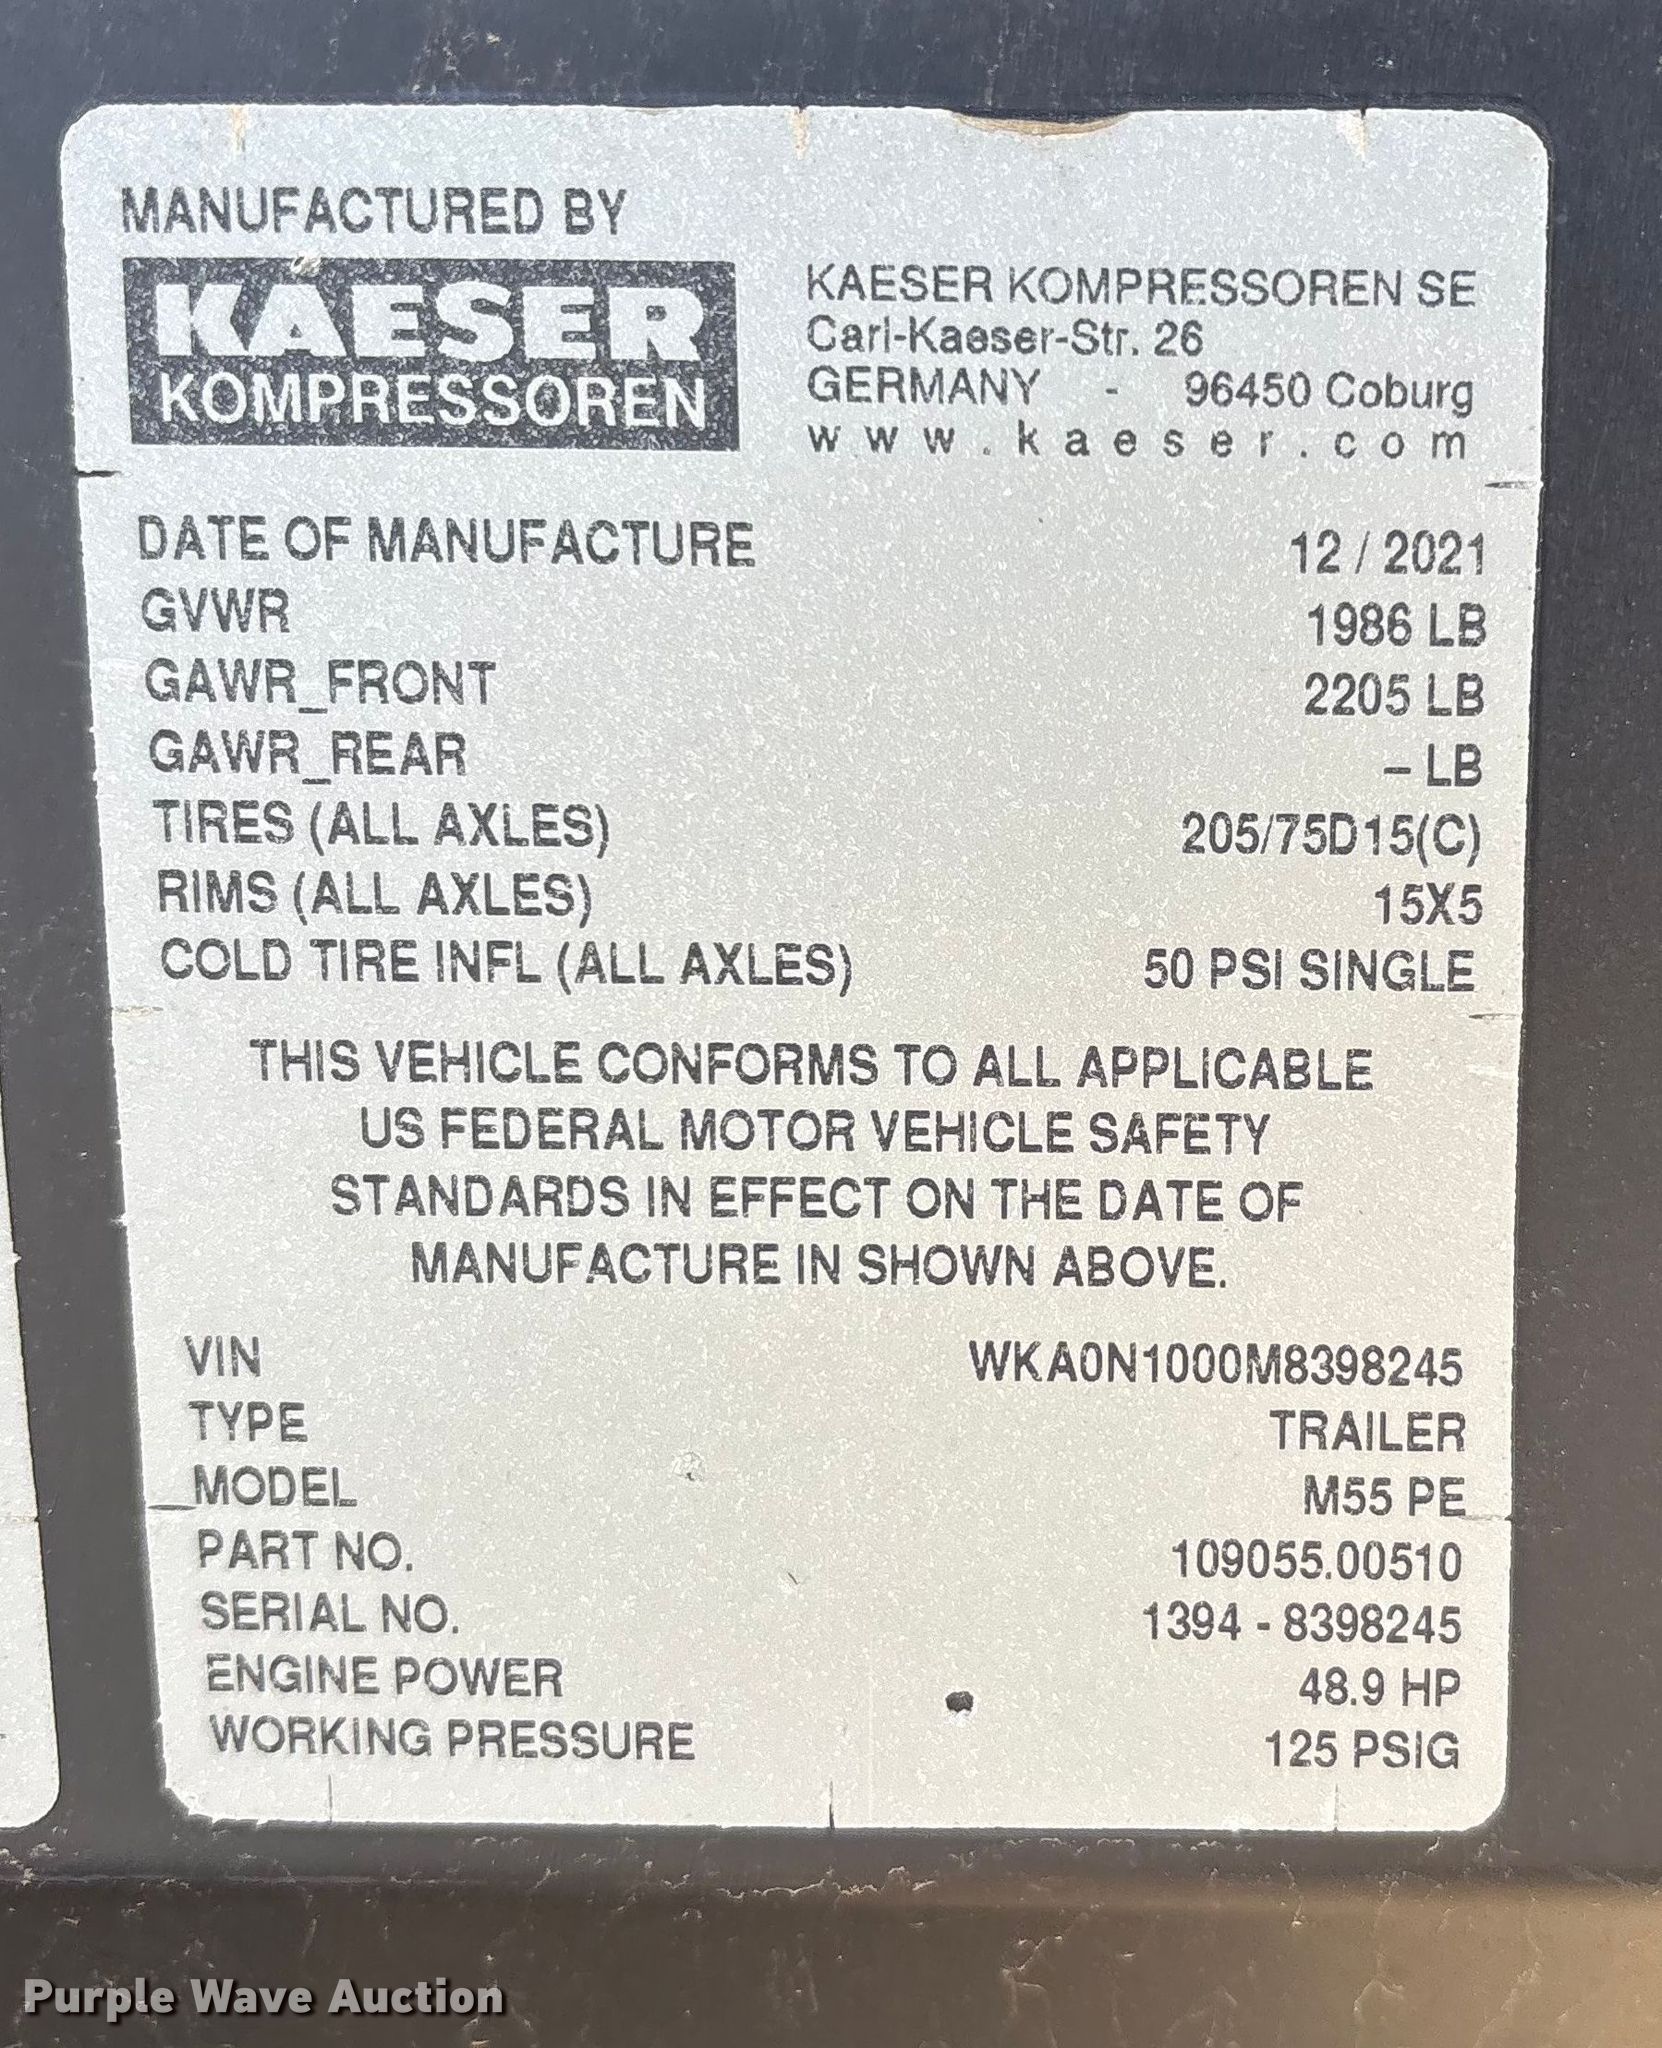 MANUFACTURED BY
KAESER
KOMPRESSOREN
KAESER KOMPRESSOREN SE
Carl-Kaeser-Str. 26
GERMANY - 96450 Coburg
www.kaeser.com
DATE OF MANUFACTURE 12 / 2021
GVWR 1986 LB
GAWR_FRONT 2205 LB
GAWR_REAR – LB
TIRES (ALL AXLES) 205/75D15(C)
RIMS (ALL AXLES) 15X5
COLD TIRE INFL (ALL AXLES) 50 PSI SINGLE
THIS VEHICLE CONFORMS TO ALL APPLICABLE
US FEDERAL MOTOR VEHICLE SAFETY
STANDARDS IN EFFECT ON THE DATE OF
MANUFACTURE IN SHOWN ABOVE.
VIN WKA0N1000M8398245
TYPE TRAILER
MODEL M55 PE
PART NO. 109055.00510
SERIAL NO. 1394 - 8398245
ENGINE POWER 48.9 HP
WORKING PRESSURE 125 PSIG
Purple Wave Auction